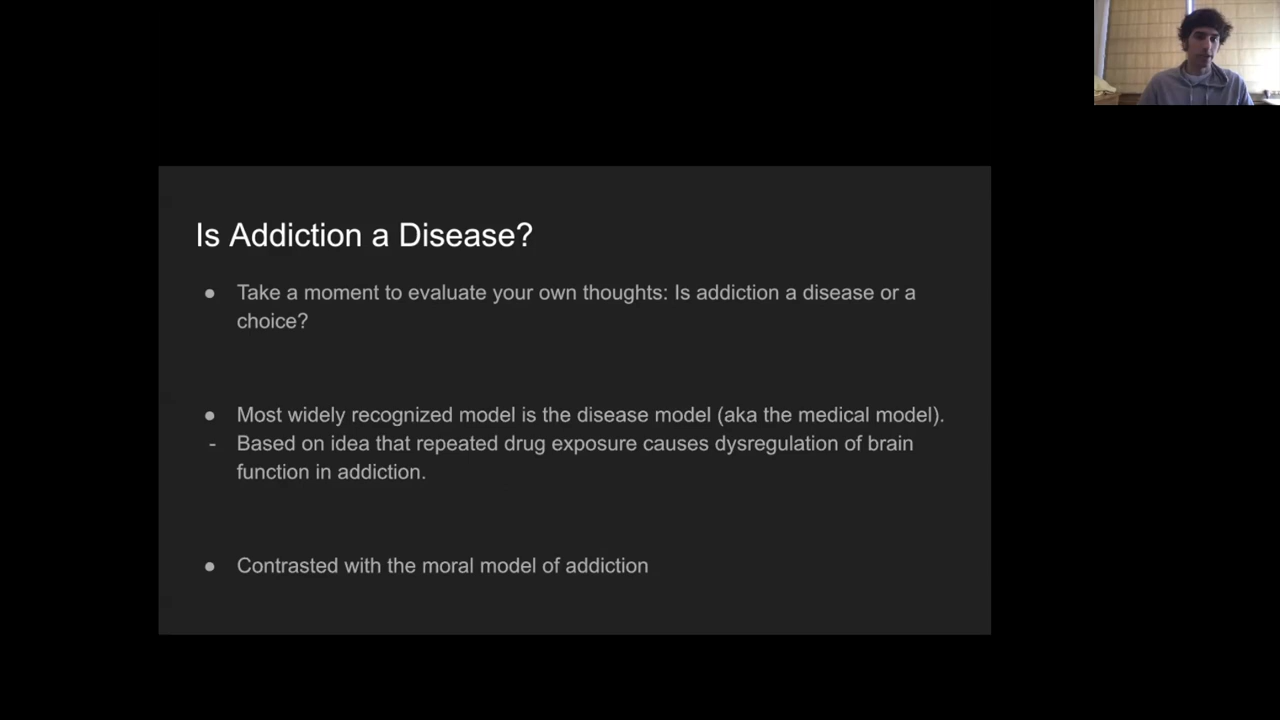 Is Addiction a Disease?
● Take a moment to evaluate your own thoughts: Is addiction a disease or a
choice?
● Most widely recognized model is the disease model (aka the medical model).
- Based on idea that repeated drug exposure causes dysregulation of brain
function in addiction.
● Contrasted with the moral model of addiction